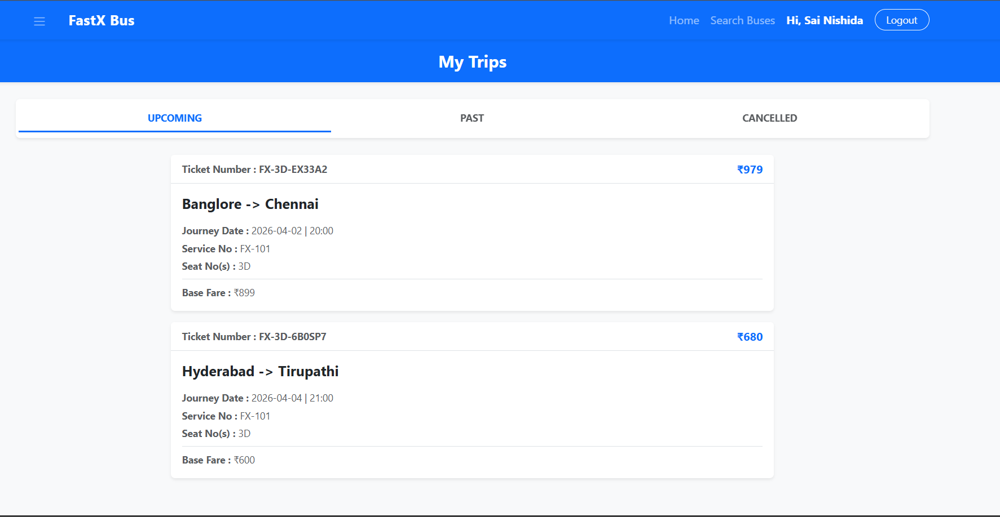 FastX Bus
Home Search Buses Hi, Sai Nishida Logout
My Trips
UPCOMING PAST CANCELLED
Ticket Number : FX-3D-EX33A2 ₹979
Banglore -> Chennai
Journey Date : 2026-04-02 | 20:00
Service No : FX-101
Seat No(s) : 3D
Base Fare : ₹899
Ticket Number : FX-3D-6B0SP7 ₹680
Hyderabad -> Tirupathi
Journey Date : 2026-04-04 | 21:00
Service No : FX-101
Seat No(s) : 3D
Base Fare : ₹600